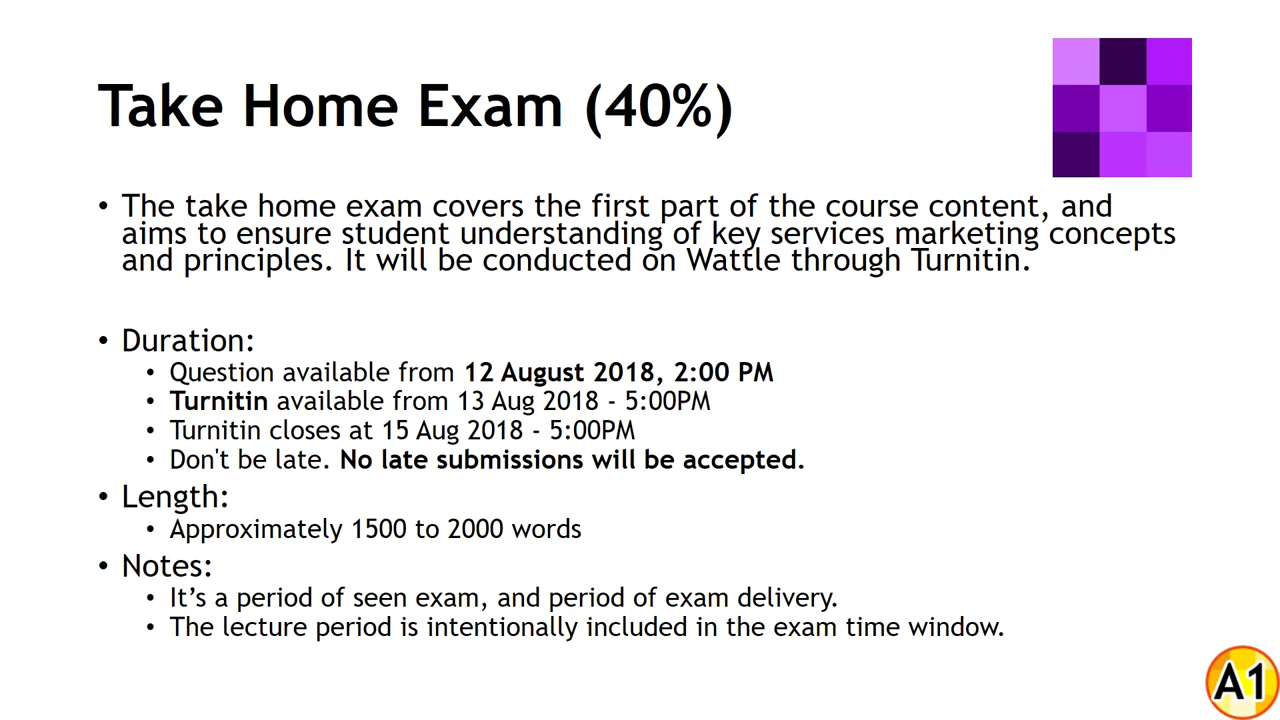 Take Home Exam (40%)
• The take home exam covers the first part of the course content, and
aims to ensure student understanding of key services marketing concepts
and principles. It will be conducted on Wattle through Turnitin.
• Duration:
• Question available from 12 August 2018, 2:00 PM
• Turnitin available from 13 Aug 2018 - 5:00PM
• Turnitin closes at 15 Aug 2018 - 5:00PM
• Don't be late. No late submissions will be accepted.
• Length:
• Approximately 1500 to 2000 words
• Notes:
• It’s a period of seen exam, and period of exam delivery.
• The lecture period is intentionally included in the exam time window.
A1